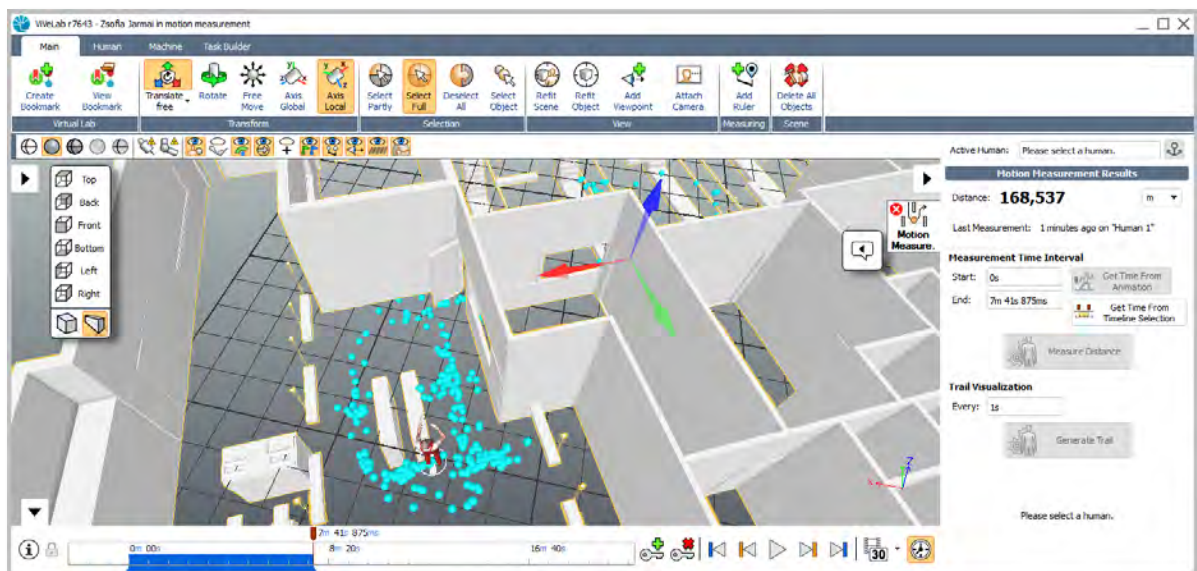 ViveLab r7643 - Zsofia Jarmai in motion measurement
Main Human Machine Task Builder
Create Bookmark
View Bookmark
Translate free
Rotate
Free Move
Axis Global
Axis Local
Select Partly
Select Full
Deselect All
Select Object
Refit Scene
Refit Object
Add Viewpoint
Attach Camera
Add Ruler
Delete All Objects
Virtual Lab Transform Selection View Measuring Scene
Top
Back
Front
Bottom
Left
Right
Motion
Measure.
Active Human: Please select a human.
Motion Measurement Results
Distance: 168,537 m
Last Measurement: 1 minutes ago on "Human 1"
Measurement Time Interval
Start: 0s
Get Time From
Animation
End: 7m 41s 875ms
Get Time From
Timeline Selection
Measure Distance
Trail Visualization
Every: 1s
Generate Trail
Please select a human.
Z
7m 41s 875ms
0m 00s 8m 20s 16m 40s
30